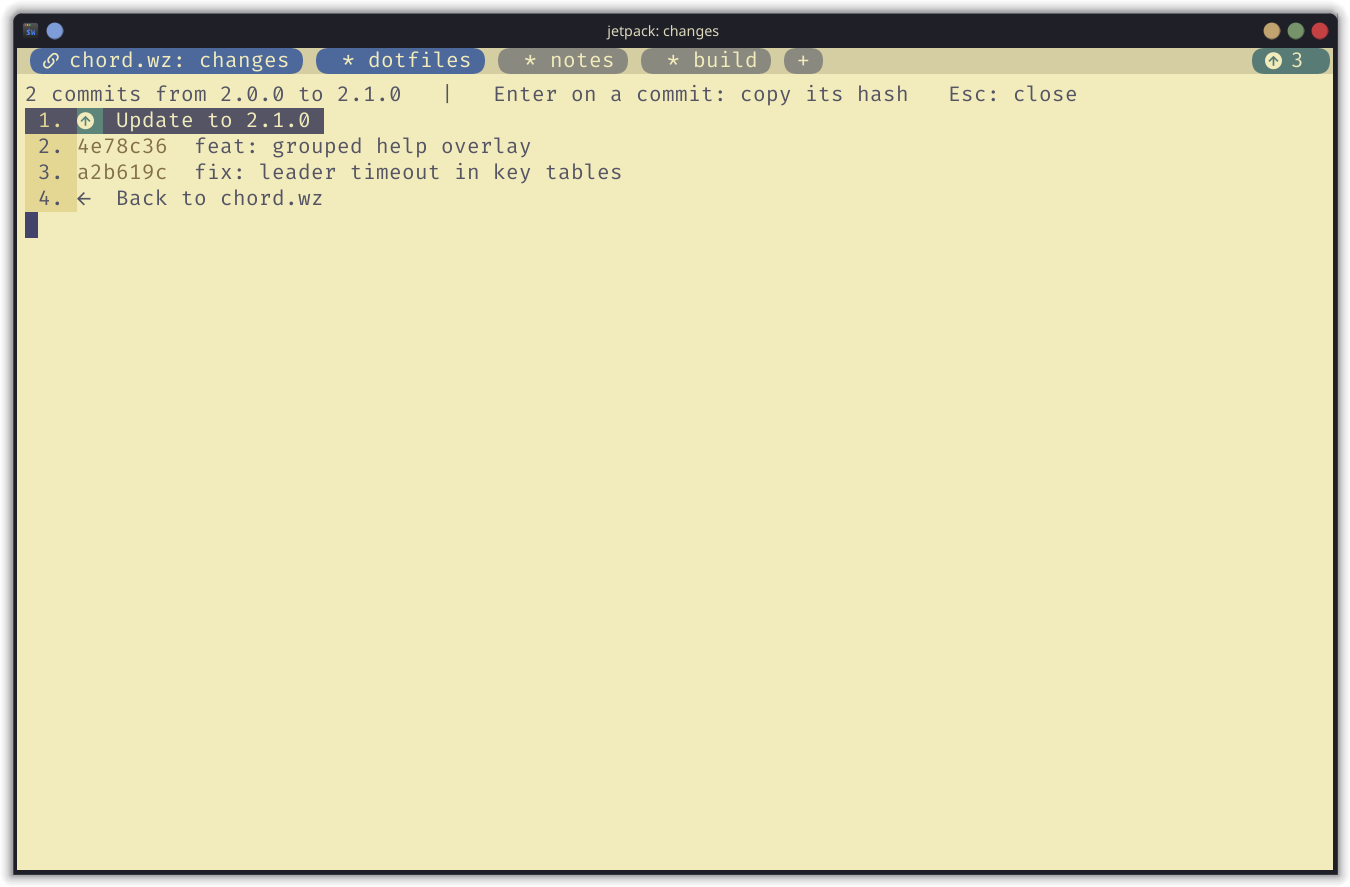 jetpack: changes
chord.wz: changes * dotfiles * notes * build + 3
2 commits from 2.0.0 to 2.1.0 | Enter on a commit: copy its hash Esc: close
1. Update to 2.1.0
2. 4e78c36 feat: grouped help overlay
3. a2b619c fix: leader timeout in key tables
4. ← Back to chord.wz